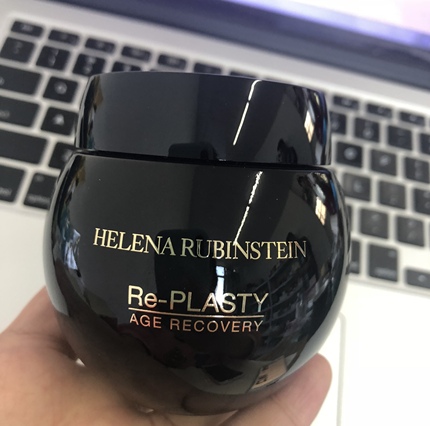 HELENA RUBINSTEIN
Re-PLASTY
AGE RECOVERY